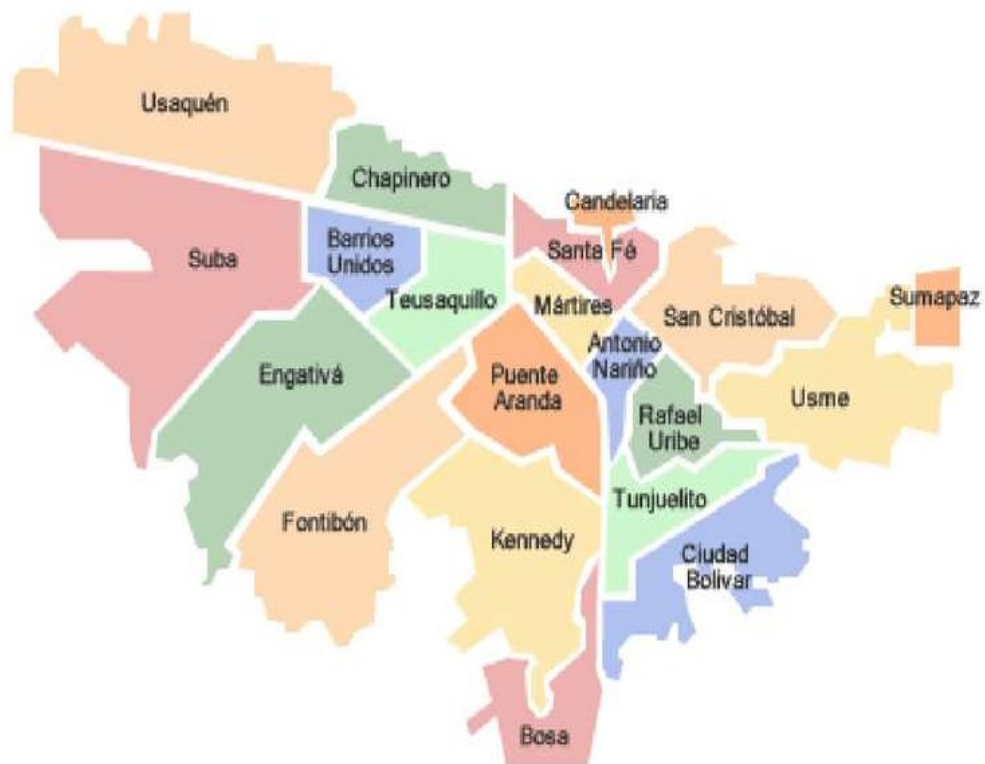 Usaquén
Chapinero
Candelaria
Suba
Barrios
Unidos
Santa Fé
Teusaquillo
Mártires
San Cristóbal
Sumapaz
Antonio
Nariño
Engativá
Puente
Aranda
Usme
Rafael
Uribe
Tunjuelito
Fontibón
Kennedy
Ciudad
Bolivar
Bosa